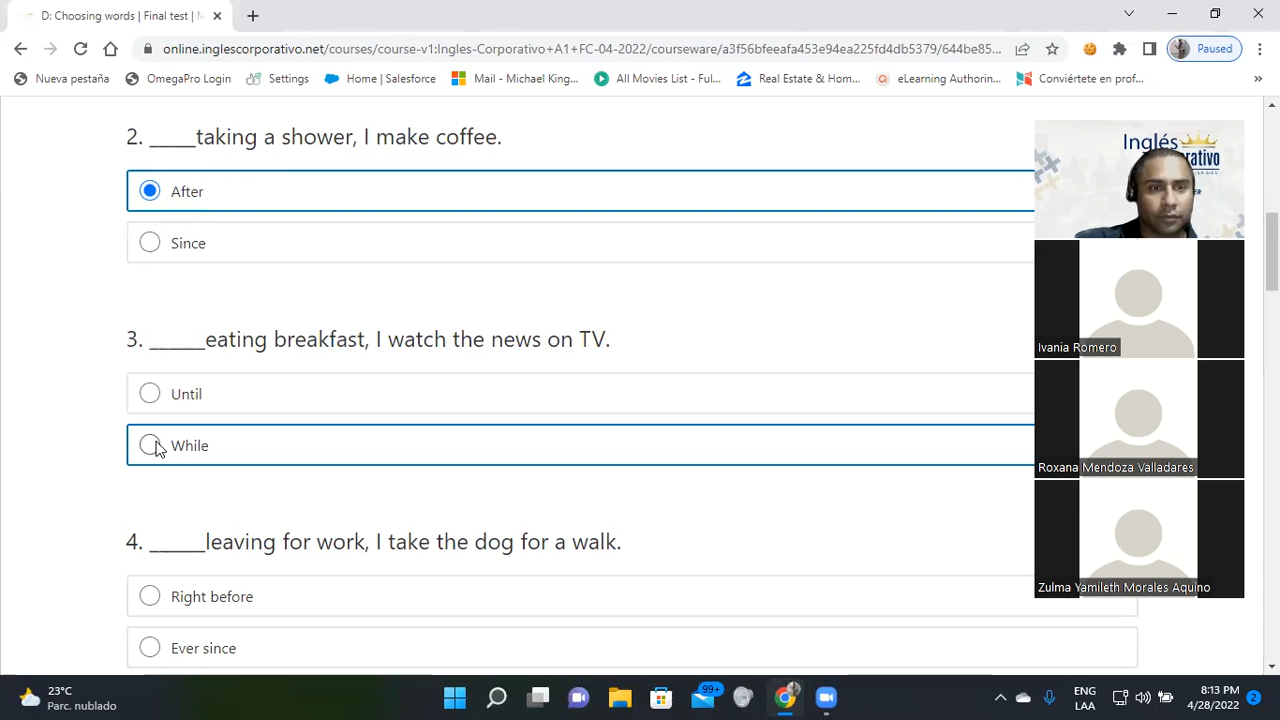 D: Choosing words | Final test | M
online.inglescorporativo.net/courses/course-v1:Ingles-Corporativo+A1+FC-04-2022/courseware/a3f56bfeeafa453e94ea225fd4db5379/644be85...
Paused
Nueva pestaña
OmegaPro Login
Settings
Home | Salesforce
Mail - Michael King...
All Movies List - Ful...
Real Estate & Hom...
eLearning Authorin...
Conviértete en prof...
»
2. _____taking a shower, I make coffee.
After
Since
3. ______eating breakfast, I watch the news on TV.
Until
While
4. ______leaving for work, I take the dog for a walk.
Right before
Ever since
Inglés
Ivania Romero
Roxana Mendoza Valladares
Zulma Yamileth Morales Aquino
23°C
Parc. nublado
99+
ENG
LAA
8:13 PM
4/28/2022
2